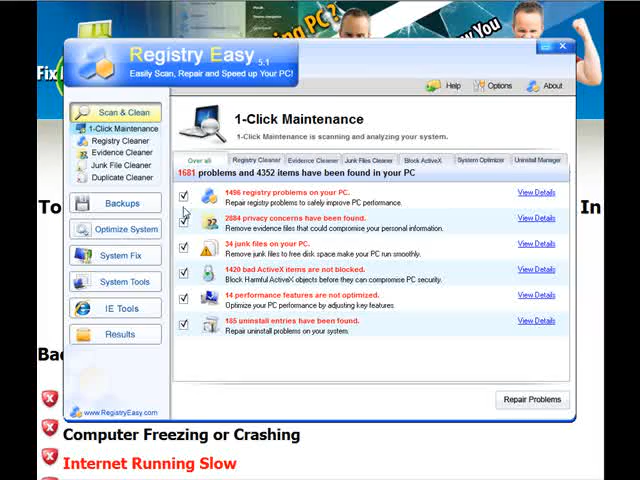 ng PC?
w You
Fix
Registry Easy 5.1
Easily Scan, Repair and Speed up Your PC!
Help
Options
About
Scan & Clean
1-Click Maintenance
Registry Cleaner
Evidence Cleaner
Junk File Cleaner
Duplicate Cleaner
Backups
Optimize System
System Fix
System Tools
IE Tools
Results
www.RegistryEasy.com
1-Click Maintenance
1-Click Maintenance is scanning and analyzing your system.
Over all
Registry Cleaner
Evidence Cleaner
Junk Files Cleaner
Block ActiveX
System Optimizer
Uninstall Manager
1681 problems and 4352 items have been found in your PC
1496 registry problems on your PC.
View Details
Repair registry problems to safely improve PC performance.
2884 privacy concerns have been found.
View Details
Remove evidence files that could compromise your personal information.
34 junk files on your PC.
View Details
Remove junk files to free disk space make your PC run smoothly.
1420 bad ActiveX items are not blocked.
View Details
Block Harmful ActiveX objects before they can compromise PC security.
14 performance features are not optimized.
View Details
Optimize your PC performance by adjusting key features.
185 uninstall entries have been found.
View Details
Repair uninstall problems on your system.
Repair Problems
To
In
Ba
Computer Freezing or Crashing
Internet Running Slow